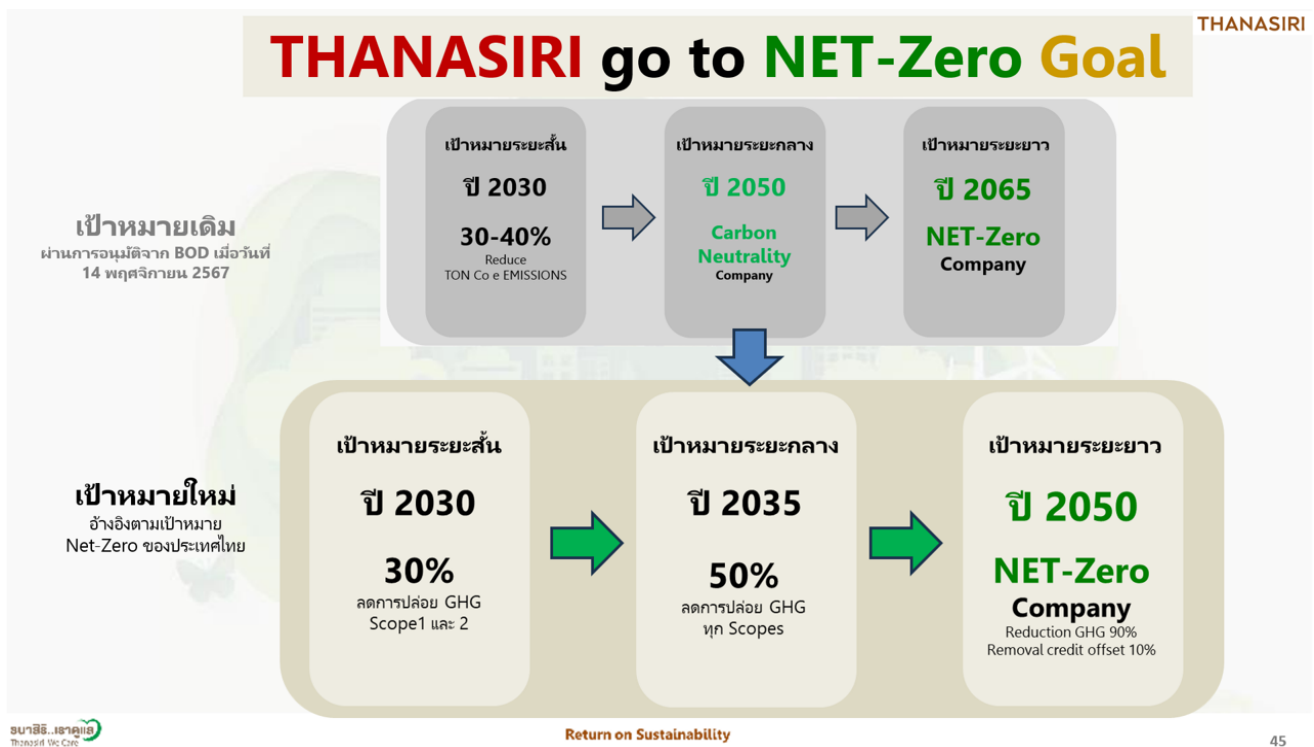 THANASIRI
THANASIRI go to NET-Zero Goal
เป้าหมายเดิม
ผ่านการอนุมัติจาก BOD เมื่อวันที่
14 พฤศจิกายน 2567
เป้าหมายระยะสั้น
ปี 2030
30-40%
Reduce
TON Co e EMISSIONS
เป้าหมายระยะกลาง
ปี 2050
Carbon
Neutrality
Company
เป้าหมายระยะยาว
ปี 2065
NET-Zero
Company
เป้าหมายใหม่
อ้างอิงตามเป้าหมาย
Net-Zero ของประเทศไทย
เป้าหมายระยะสั้น
ปี 2030
30%
ลดการปล่อย GHG
Scope1 และ 2
เป้าหมายระยะกลาง
ปี 2035
50%
ลดการปล่อย GHG
ทุก Scopes
เป้าหมายระยะยาว
ปี 2050
NET-Zero
Company
Reduction GHG 90%
Removal credit offset 10%
ธนาสิริ..เราดูแล
Thanasiri We Care
Return on Sustainability
45